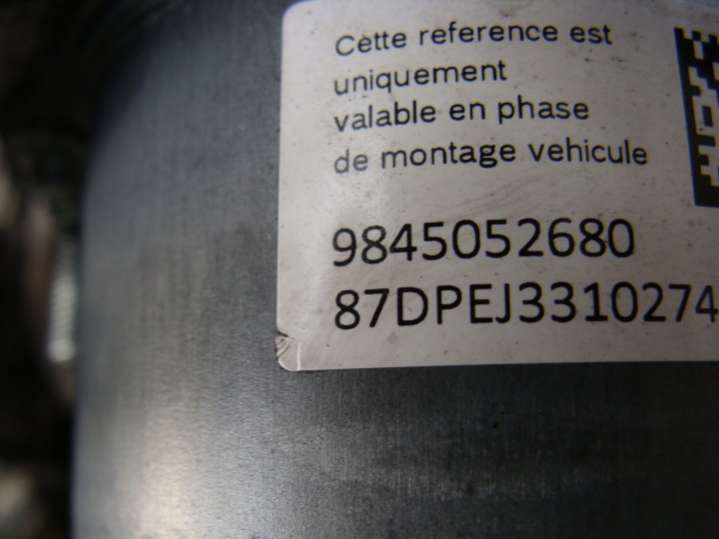 Cette reference est
uniquement
valable en phase
de montage vehicule
9845052680
87DPEJ3310274